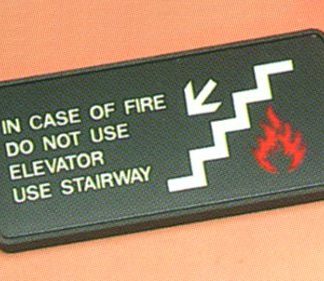 IN CASE OF FIRE
DO NOT USE
ELEVATOR
USE STAIRWAY